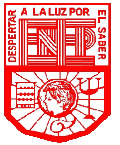 DESPERTAR A LA LUZ POR EL SABER
ENP